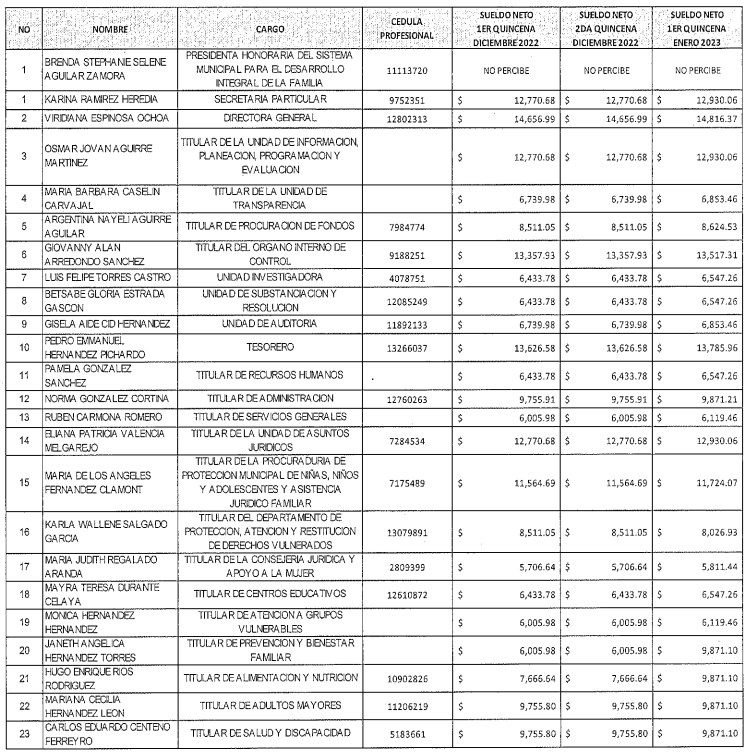 NO NOMBRE CARGO CEDULA PROFESIONAL SUELDO NETO 1ER QUINCENA DICIEMBRE 2022 SUELDO NETO 2DA QUINCENA DICIEMBRE 2022 SUELDO NETO 1ER QUINCENA ENERO 2023
1 BRENDA STEPHANIE SELENE AGUILAR ZAMORA PRESIDENTA HONORARIA DEL SISTEMA MUNICIPAL PARA EL DESARROLLO INTEGRAL DE LA FAMILIA 11113720 NO PERCIBE NO PERCIBE NO PERCIBE
1 KARINA RAMIREZ HEREDIA SECRETARIA PARTICULAR 9752351 $ 12,770.68 $ 12,770.68 $ 12,930.06
2 VIRIDIANA ESPINOSA OCHOA DIRECTORA GENERAL 12802313 $ 14,656.99 $ 14,656.99 $ 14,816.37
3 OSMAR JOVAN AGUIRRE MARTINEZ TITULAR DE LA UNIDAD DE INFORMACION, PLANEACION, PROGRAMACION Y EVALUACION $ 12,770.68 $ 12,770.68 $ 12,930.06
4 MARIA BARBARA CASELIN CARVAJAL TITULAR DE LA UNIDAD DE TRANSPARENCIA $ 6,739.98 $ 6,739.98 $ 6,853.46
5 ARGENTINA NAYELI AGUIRRE AGUILAR TITULAR DE PROCURACION DE FONDOS 7984774 $ 8,511.05 $ 8,511.05 $ 8,624.53
6 GIOVANNY ALAN ARREDONDO SANCHEZ TITULAR DEL ORGANO INTERNO DE CONTROL 9188251 $ 13,357.93 $ 13,357.93 $ 13,517.31
7 LUIS FELIPE TORRES CASTRO UNIDAD INVESTIGADORA 4078751 $ 6,433.78 $ 6,433.78 $ 6,547.26
8 BETSABE GLORIA ESTRADA GASCON UNIDAD DE SUBSTANCIACION Y RESOLUCION 12085249 $ 6,433.78 $ 6,433.78 $ 6,547.26
9 GISELA AIDE CID HERNANDEZ UNIDAD DE AUDITORIA 11892133 $ 6,739.98 $ 6,739.98 $ 6,853.46
10 PEDRO EMMANUEL HERNANDEZ PICHARDO TESORERO 13266037 $ 13,626.58 $ 13,626.58 $ 13,785.96
11 PAMELA GONZALEZ SANCHEZ TITULAR DE RECURSOS HUMANOS $ 6,433.78 $ 6,433.78 $ 6,547.26
12 NORMA GONZALEZ CORTINA TITULAR DE ADMINISTRACION 12760263 $ 9,755.91 $ 9,755.91 $ 9,871.21
13 RUBEN CARMONA ROMERO TITULAR DE SERVICIOS GENERALES $ 6,005.98 $ 6,005.98 $ 6,119.46
14 ELIANA PATRICIA VALENCIA MELGAREJO TITULAR DE LA UNIDAD DE ASUNTOS JURIDICOS 7284534 $ 12,770.68 $ 12,770.68 $ 12,930.06
15 MARIA DE LOS ANGELES FERNANDEZ CLAMONT TITULAR DE LA PROCURADURIA DE PROTECCION MUNICIPAL DE NIÑAS, NIÑOS Y ADOLESCENTES Y ASISTENCIA JURIDICO FAMILIAR 7175489 $ 11,564.69 $ 11,564.69 $ 11,724.07
16 KARLA WALLENE SALGADO GARCIA TITULAR DEL DEPARTAMENTO DE PROTECCION, ATENCION Y RESTITUCION DE DERECHOS VULNERADOS 13079891 $ 8,511.05 $ 8,511.05 $ 8,026.93
17 MARIA JUDITH REGALADO ARANDA TITULAR DE LA CONSEJERIA JURIDICA Y APOYO A LA MUJER 2809399 $ 5,706.64 $ 5,706.64 $ 5,811.44
18 MAYRA TERESA DURANTE CELAYA TITULAR DE CENTROS EDUCATIVOS 12610872 $ 6,433.78 $ 6,433.78 $ 6,547.26
19 MONICA HERNANDEZ HERNANDEZ TITULAR DE ATENCION A GRUPOS VULNERABLES $ 6,005.98 $ 6,005.98 $ 6,119.46
20 JANETH ANGELICA HERNANDEZ TORRES TITULAR DE PREVENCION Y BIENESTAR FAMILIAR $ 6,005.98 $ 6,005.98 $ 9,871.10
21 HUGO ENRIQUE RIOS RODRIGUEZ TITULAR DE ALIMENTACION Y NUTRICION 10902826 $ 7,666.64 $ 7,666.64 $ 9,871.10
22 MARIANA CECILIA HERNANDEZ LEON TITULAR DE ADULTOS MAYORES 11206219 $ 9,755.80 $ 9,755.80 $ 9,871.10
23 CARLOS EDUARDO CENTENO FERREYRO TITULAR DE SALUD Y DISCAPACIDAD 5183661 $ 9,755.80 $ 9,755.80 $ 9,871.10